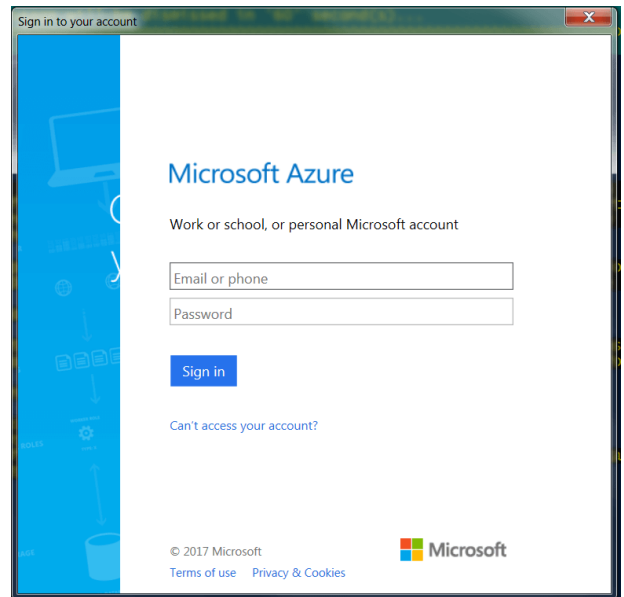 Sign in to your account
Microsoft Azure
Work or school, or personal Microsoft account
Email or phone
Password
Sign in
Can't access your account?
ROLES
© 2017 Microsoft
Microsoft
Terms of use Privacy & Cookies